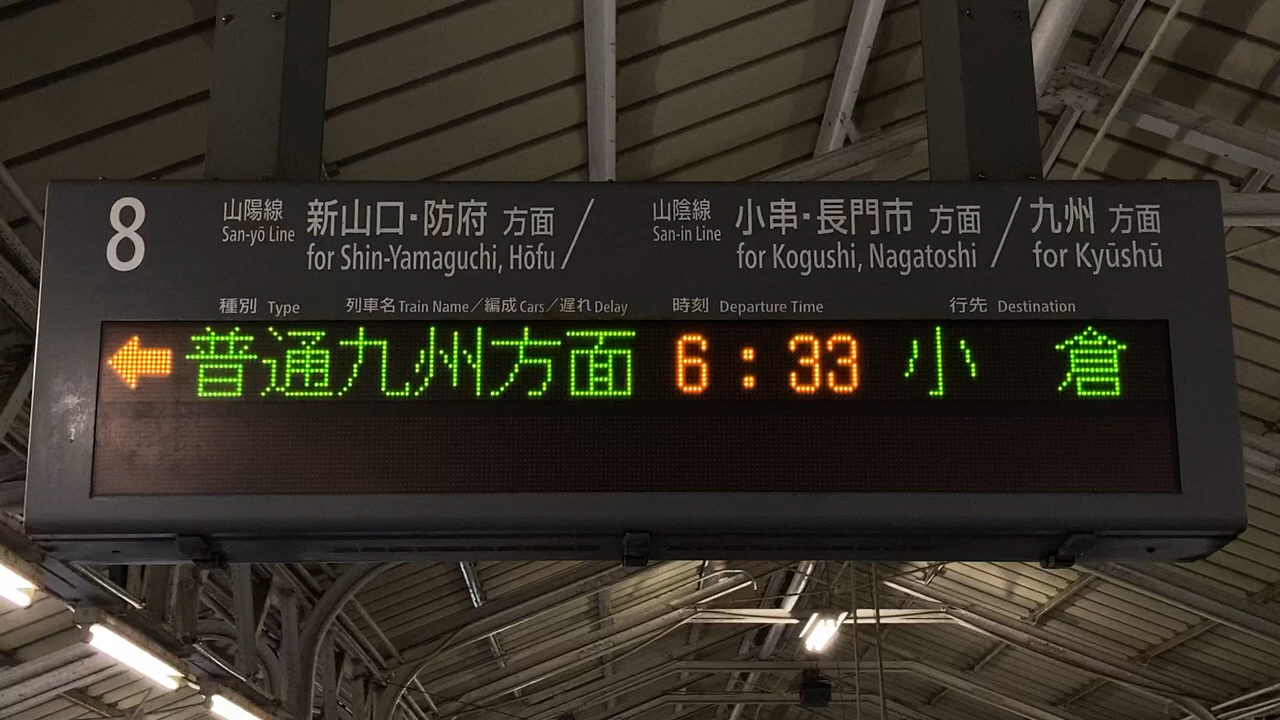 8
山陽線 新山口・防府 方面 / 山陰線 小串・長門市 方面 / 九州 方面
San-yō Line for Shin-Yamaguchi, Hōfu / San-in Line for Kogushi, Nagatoshi / for Kyūshū
種別 Type 列車名 Train Name/編成 Cars/遅れ Delay 時刻 Departure Time 行先 Destination
← 普通九州方面 6:33 小倉